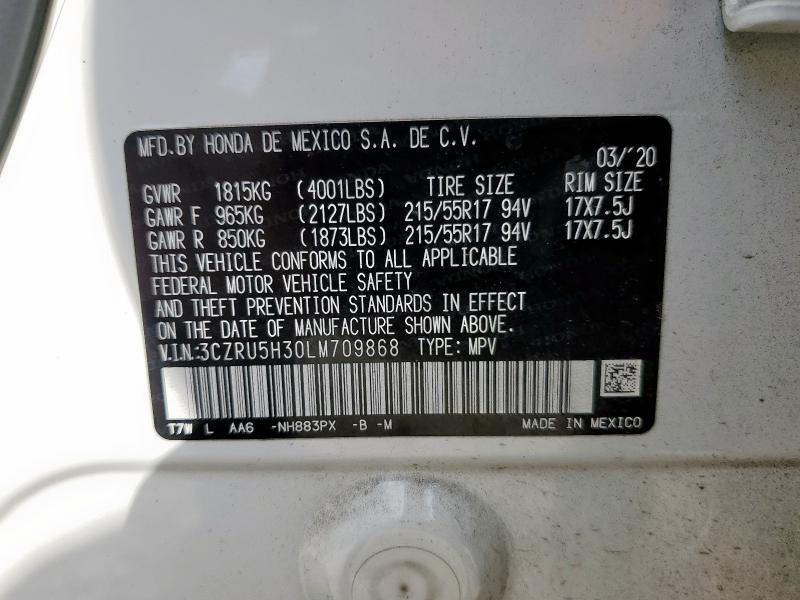 MFD.BY HONDA DE MEXICO S.A. DE C.V.
03/'20
GVWR 1815KG (4001LBS) TIRE SIZE RIM SIZE
GAWR F 965KG (2127LBS) 215/55R17 94V 17X7.5J
GAWR R 850KG (1873LBS) 215/55R17 94V 17X7.5J
THIS VEHICLE CONFORMS TO ALL APPLICABLE
FEDERAL MOTOR VEHICLE SAFETY
AND THEFT PREVENTION STANDARDS IN EFFECT
ON THE DATE OF MANUFACTURE SHOWN ABOVE.
V.I.N.:3CZRU5H30LM709868 TYPE: MPV
T7W L AA6 -NH883PX -B -M MADE IN MEXICO